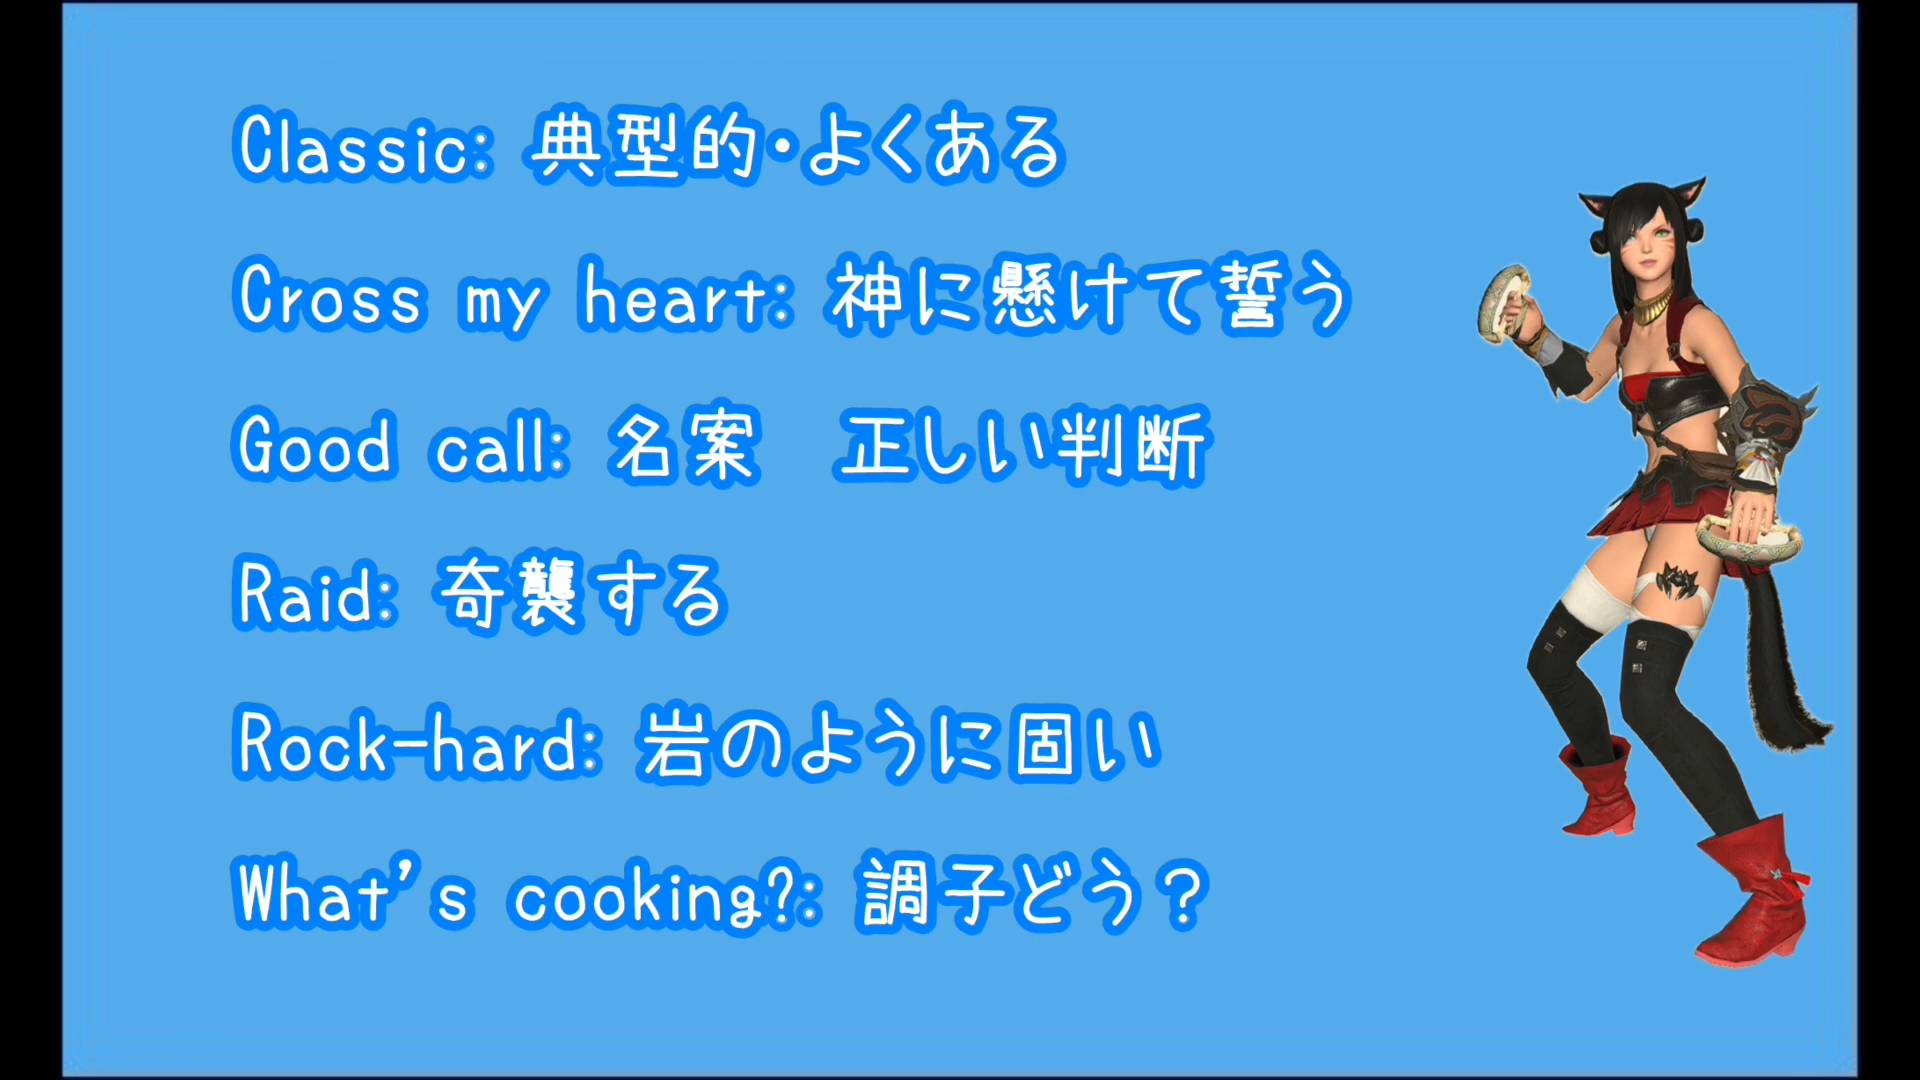 Classic: 典型的・よくある
Cross my heart: 神に懸けて誓う
Good call: 名案　正しい判断
Raid: 奇襲する
Rock-hard: 岩のように固い
What's cooking?: 調子どう？